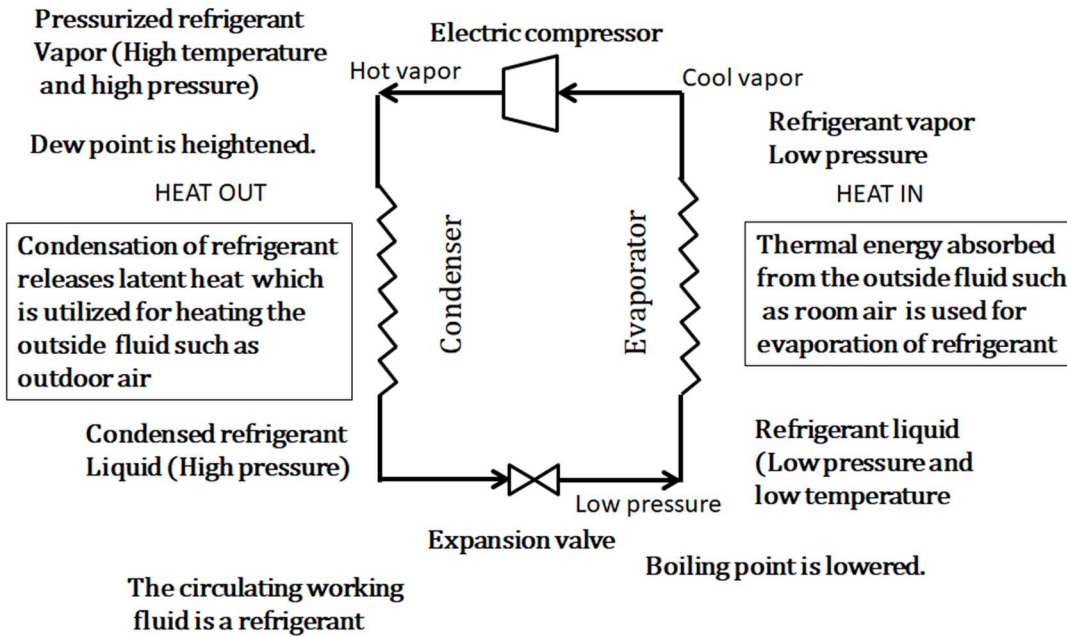 Pressurized refrigerant
Vapor (High temperature
and high pressure)
Electric compressor
Hot vapor
Cool vapor
Dew point is heightened.
Refrigerant vapor
Low pressure
HEAT OUT
HEAT IN
Condensation of refrigerant
releases latent heat which
is utilized for heating the
outside fluid such as
outdoor air
Condenser
Evaporator
Thermal energy absorbed
from the outside fluid such
as room air is used for
evaporation of refrigerant
Condensed refrigerant
Liquid (High pressure)
Refrigerant liquid
(Low pressure and
low temperature
Low pressure
Expansion valve
Boiling point is lowered.
The circulating working
fluid is a refrigerant